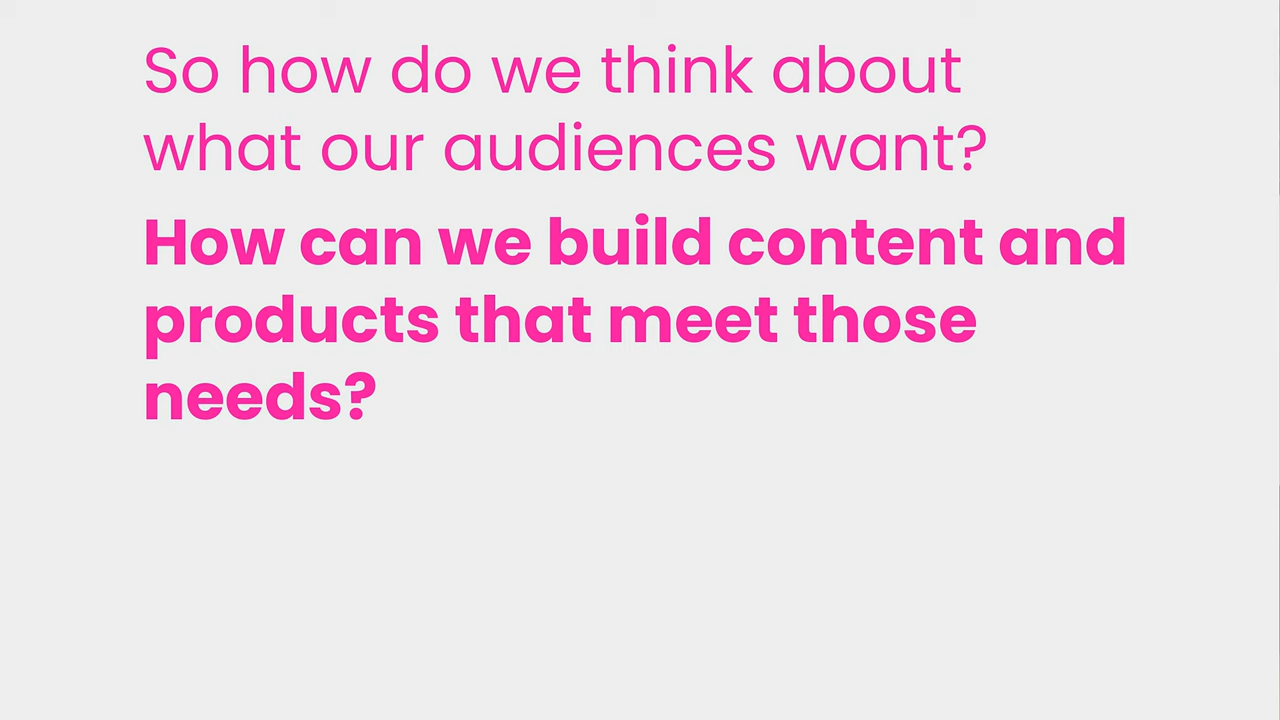 So how do we think about
what our audiences want?
How can we build content and
products that meet those
needs?